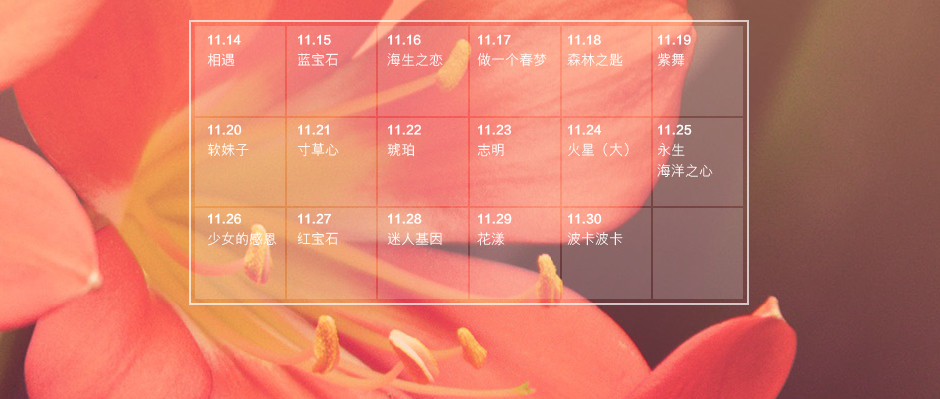 11.14
相遇
11.15
蓝宝石
11.16
海生之恋
11.17
做一个春梦
11.18
森林之匙
11.19
紫舞
11.20
软妹子
11.21
寸草心
11.22
琥珀
11.23
志明
11.24
火星（大）
11.25
永生
海洋之心
11.26
少女的感恩
11.27
红宝石
11.28
迷人基因
11.29
花漾
11.30
波卡波卡